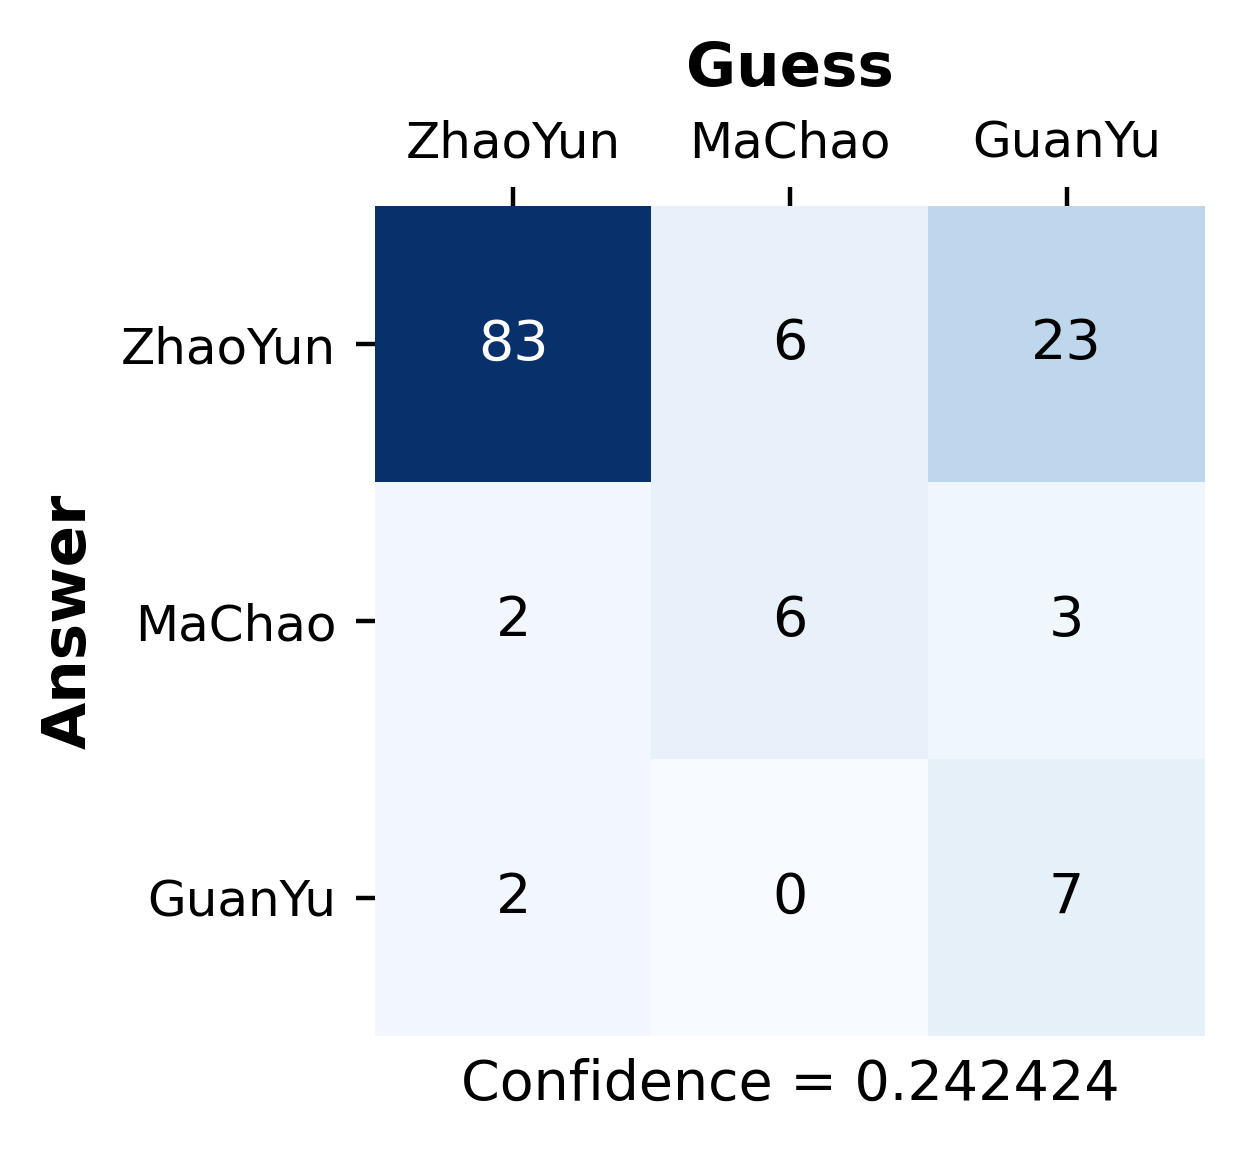 Guess
ZhaoYun MaChao GuanYu
ZhaoYun 83 6 23
MaChao 2 6 3
GuanYu 2 0 7
Answer
Confidence = 0.242424